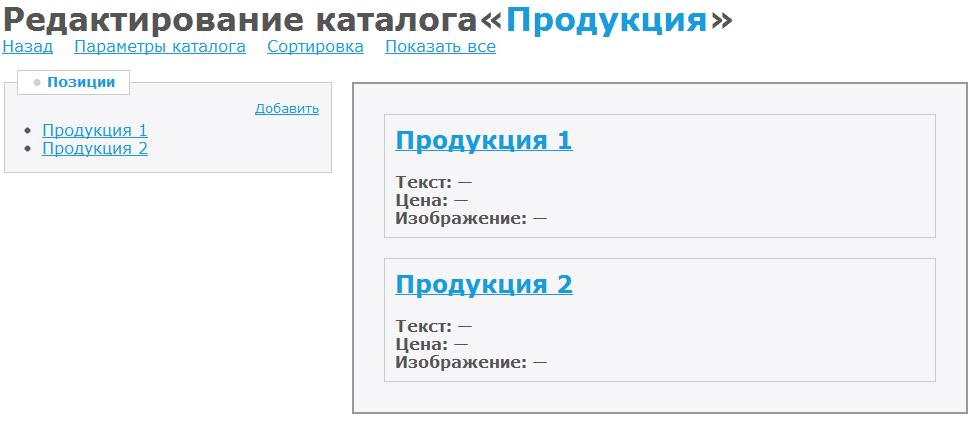 Редактирование каталога«Продукция»
Назад Параметры каталога Сортировка Показать все
Позиции
Добавить
Продукция 1
Продукция 2
Продукция 1
Текст: —
Цена: —
Изображение: —
Продукция 2
Текст: —
Цена: —
Изображение: —